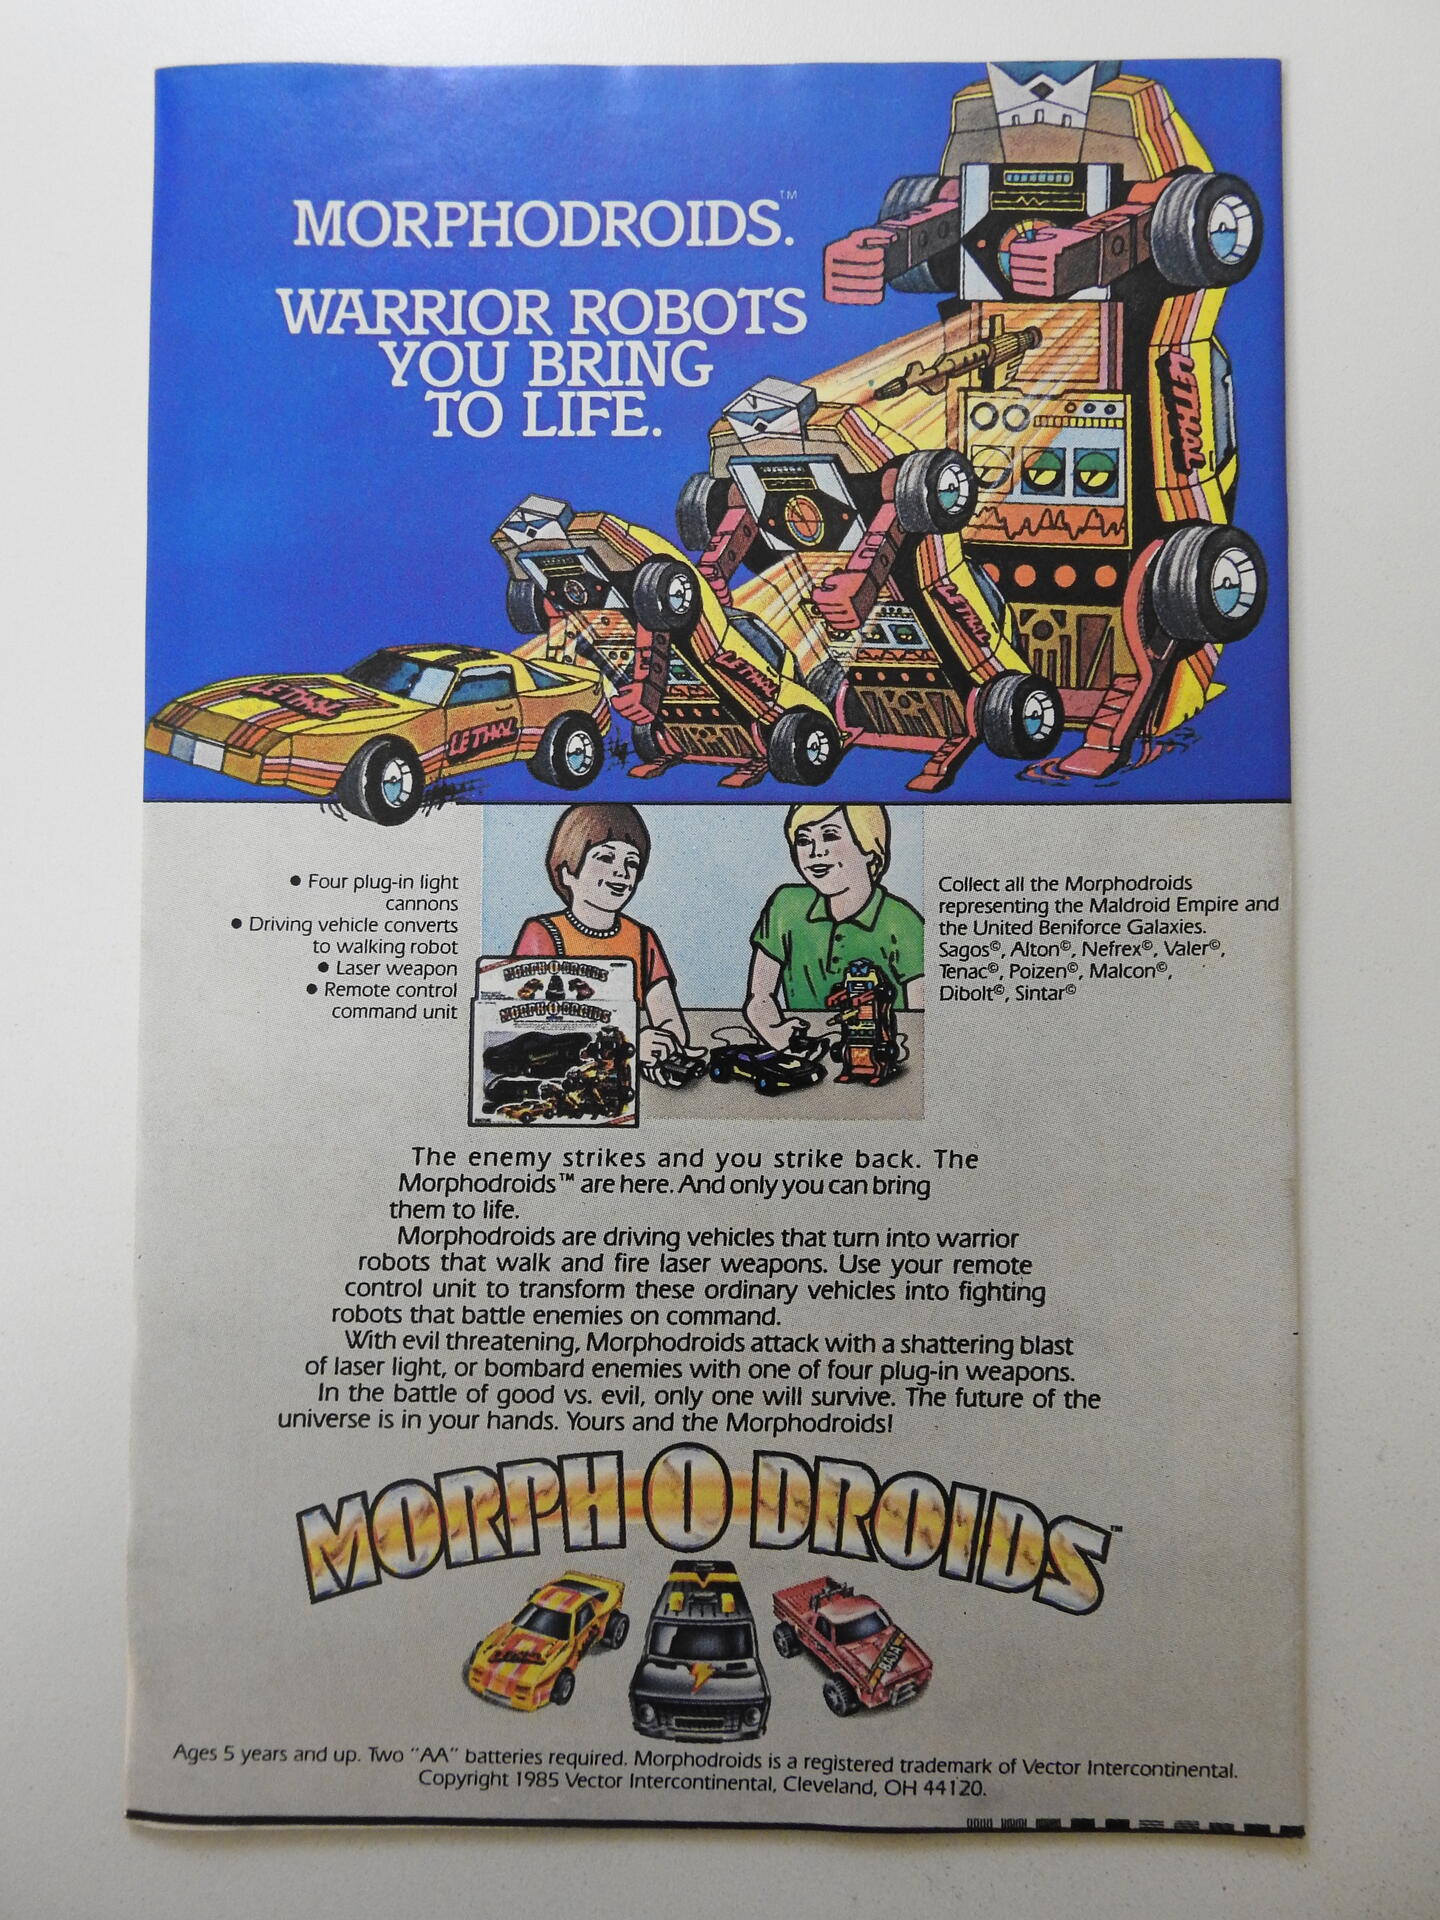 MORPHODROIDS.™
WARRIOR ROBOTS
YOU BRING
TO LIFE.
LETHAL
LETHAL
LETHAL
LETHAL
LETHAL
• Four plug-in light
cannons
• Driving vehicle converts
to walking robot
• Laser weapon
• Remote control
command unit
MORPH O DROIDS
MORPH O DROIDS
Collect all the Morphodroids
representing the Maldroid Empire and
the United Beniforce Galaxies.
Sagos©, Alton©, Nefrex©, Valer©,
Tenac©, Poizen©, Malcon©,
Dibolt©, Sintar©
The enemy strikes and you strike back. The
Morphodroids™ are here. And only you can bring
them to life.
Morphodroids are driving vehicles that turn into warrior
robots that walk and fire laser weapons. Use your remote
control unit to transform these ordinary vehicles into fighting
robots that battle enemies on command.
With evil threatening, Morphodroids attack with a shattering blast
of laser light, or bombard enemies with one of four plug-in weapons.
In the battle of good vs. evil, only one will survive. The future of the
universe is in your hands. Yours and the Morphodroids!
MORPH O DROIDS™
LETHAL
BAJA
Ages 5 years and up. Two "AA" batteries required. Morphodroids is a registered trademark of Vector Intercontinental.
Copyright 1985 Vector Intercontinental, Cleveland, OH 44120.